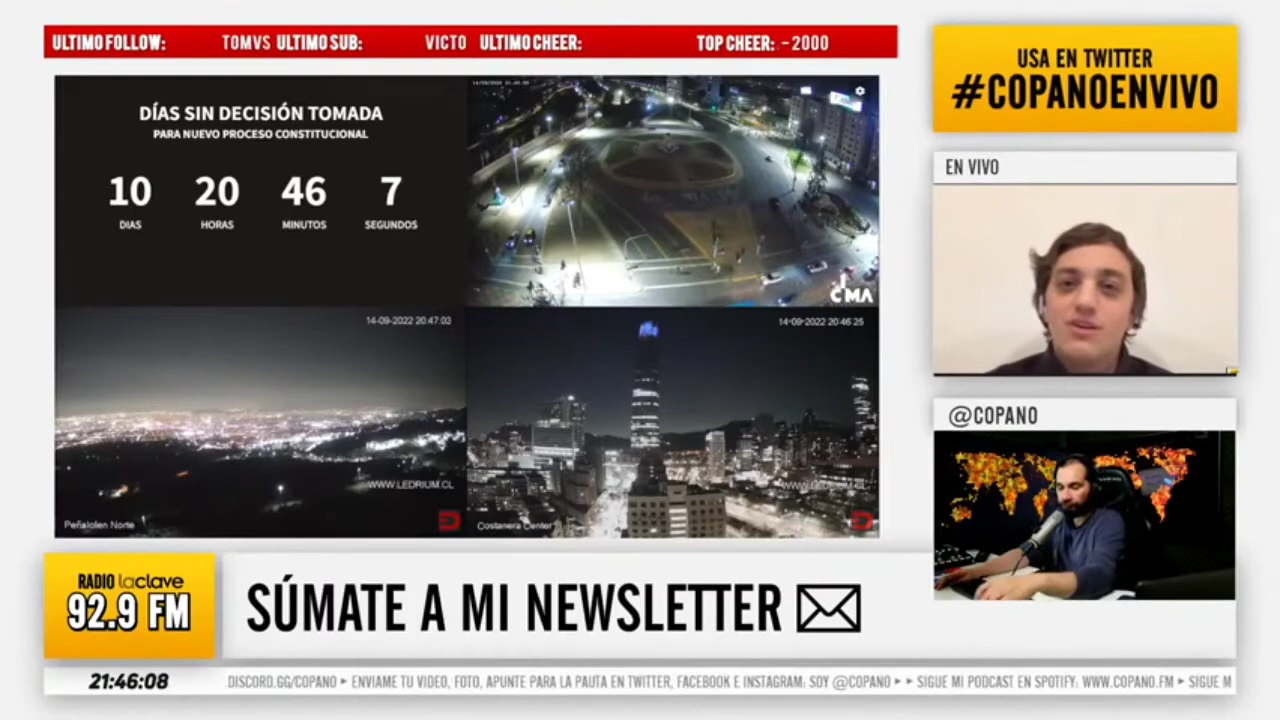 ULTIMO FOLLOW: TOMVS ULTIMO SUB: VICTO ULTIMO CHEER: TOP CHEER: -2000
USA EN TWITTER
#COPANOENVIVO
DÍAS SIN DECISIÓN TOMADA
PARA NUEVO PROCESO CONSTITUCIONAL
10 20 46 7
DIAS HORAS MINUTOS SEGUNDOS
CMA
EN VIVO
14-09-2022 20:47:03
WWW.LEDRIUM.CL
Peñalolen Norte
14-09-2022 20:46:25
WWW.LEDRIUM.CL
Costanera Center
@COPANO
RADIO laclave
92.9 FM
SÚMATE A MI NEWSLETTER
21:46:08
DISCORD.GG/COPANO ▸ ENVIAME TU VIDEO, FOTO, APUNTE PARA LA PAUTA EN TWITTER, FACEBOOK E INSTAGRAM: SOY @COPANO ▸ ▸ SIGUE MI PODCAST EN SPOTIFY: WWW.COPANO.FM ▸ SIGUE M